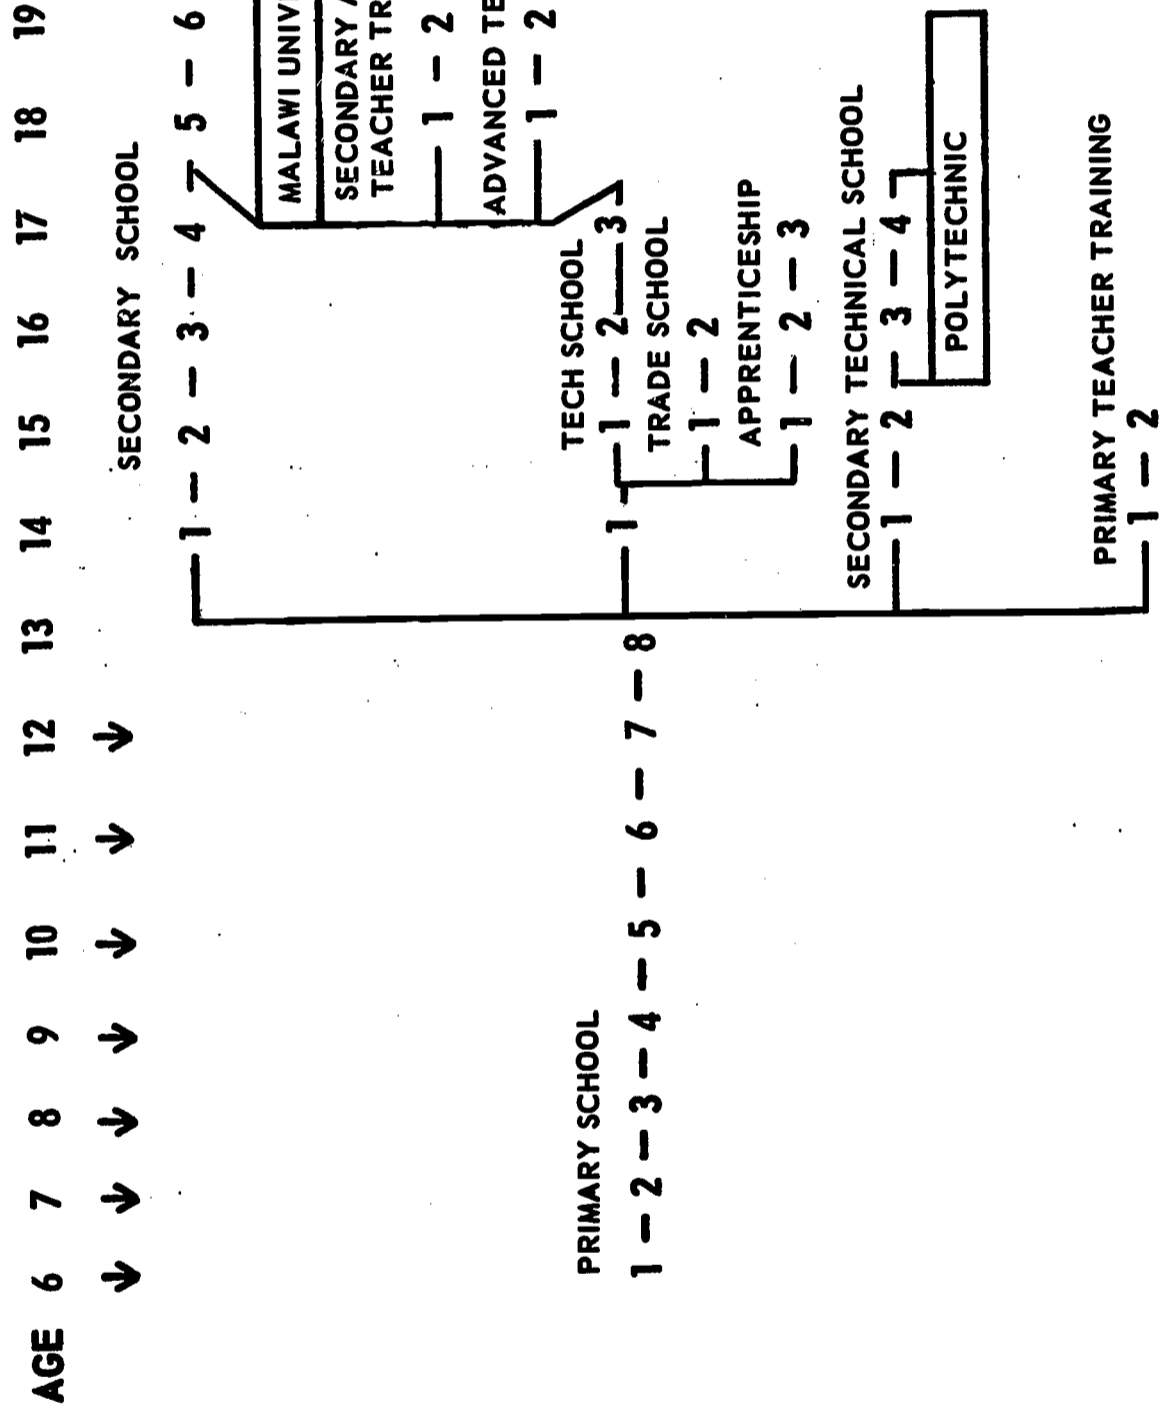 AGE 6 7 8 9 10 11 12 13 14 15 16 17 18 19
SECONDARY SCHOOL
1 - 2 - 3 - 4 - 5 - 6
MALAWI
SECONDARY
TEACHER
1 - 2
ADVANCED
1 - 2
PRIMARY SCHOOL
1 - 2 - 3 - 4 - 5 - 6 - 7 - 8
TECH SCHOOL
1 - 1 - 2 - 3
TRADE SCHOOL
1 - 2
APPRENTICESHIP
1 - 2 - 3
SECONDARY TECHNICAL SCHOOL
1 - 2 - 3 - 4
POLYTECHNIC
PRIMARY TEACHER TRAINING
1 - 2